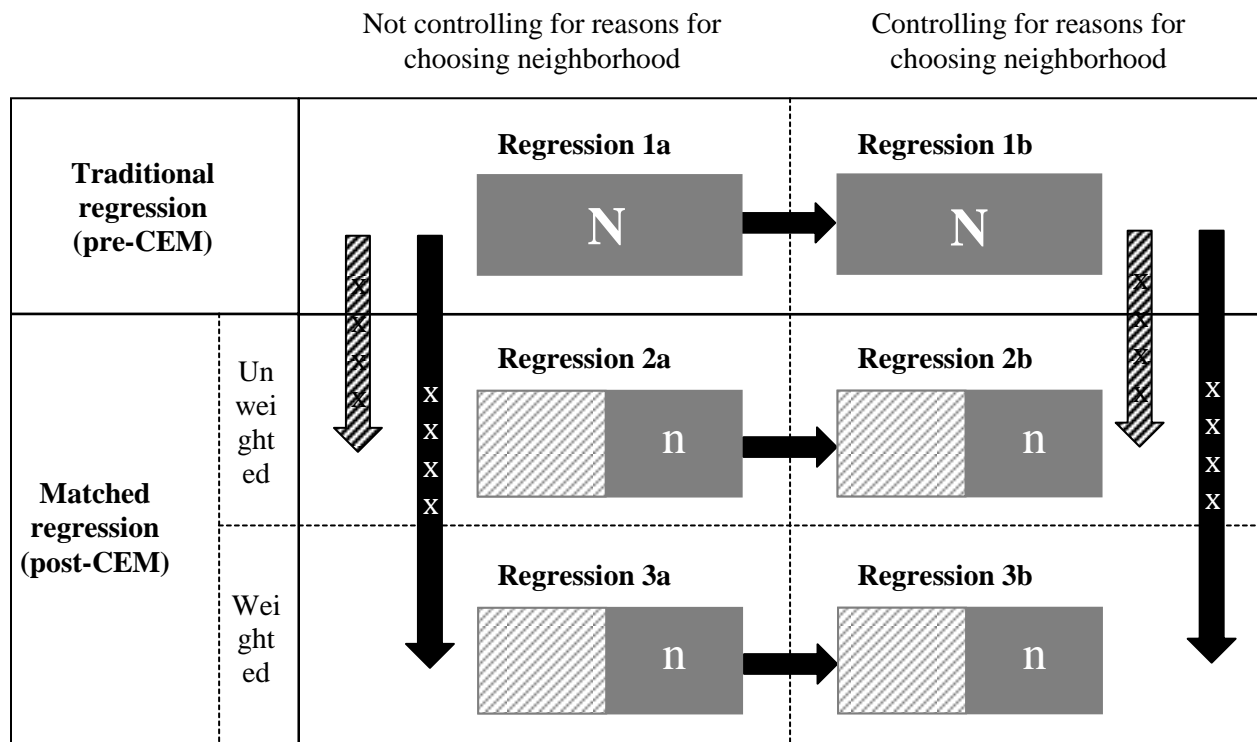 Not controlling for reasons for
choosing neighborhood
Controlling for reasons for
choosing neighborhood
Traditional
regression
(pre-CEM)
Regression 1a
N
Regression 1b
N
x
x
x
x
x
x
x
x
Matched
regression
(post-CEM)
Un
weight
ed
x
x
x
x
Regression 2a
n
Regression 2b
n
x
x
x
x
Wei
ght
ed
Regression 3a
n
Regression 3b
n